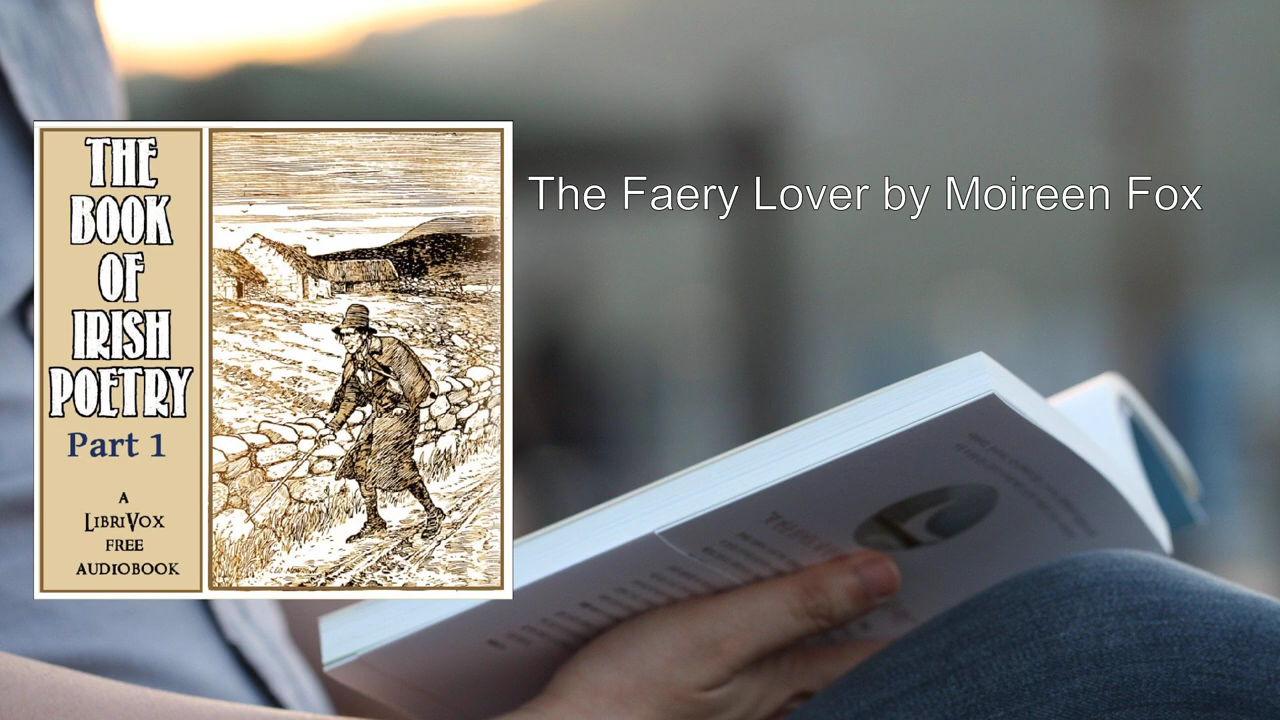 THE
BOOK
OF
IRISH
POETRY
Part 1
A
LIBRIVOX
FREE
AUDIOBOOK
The Faery Lover by Moireen Fox